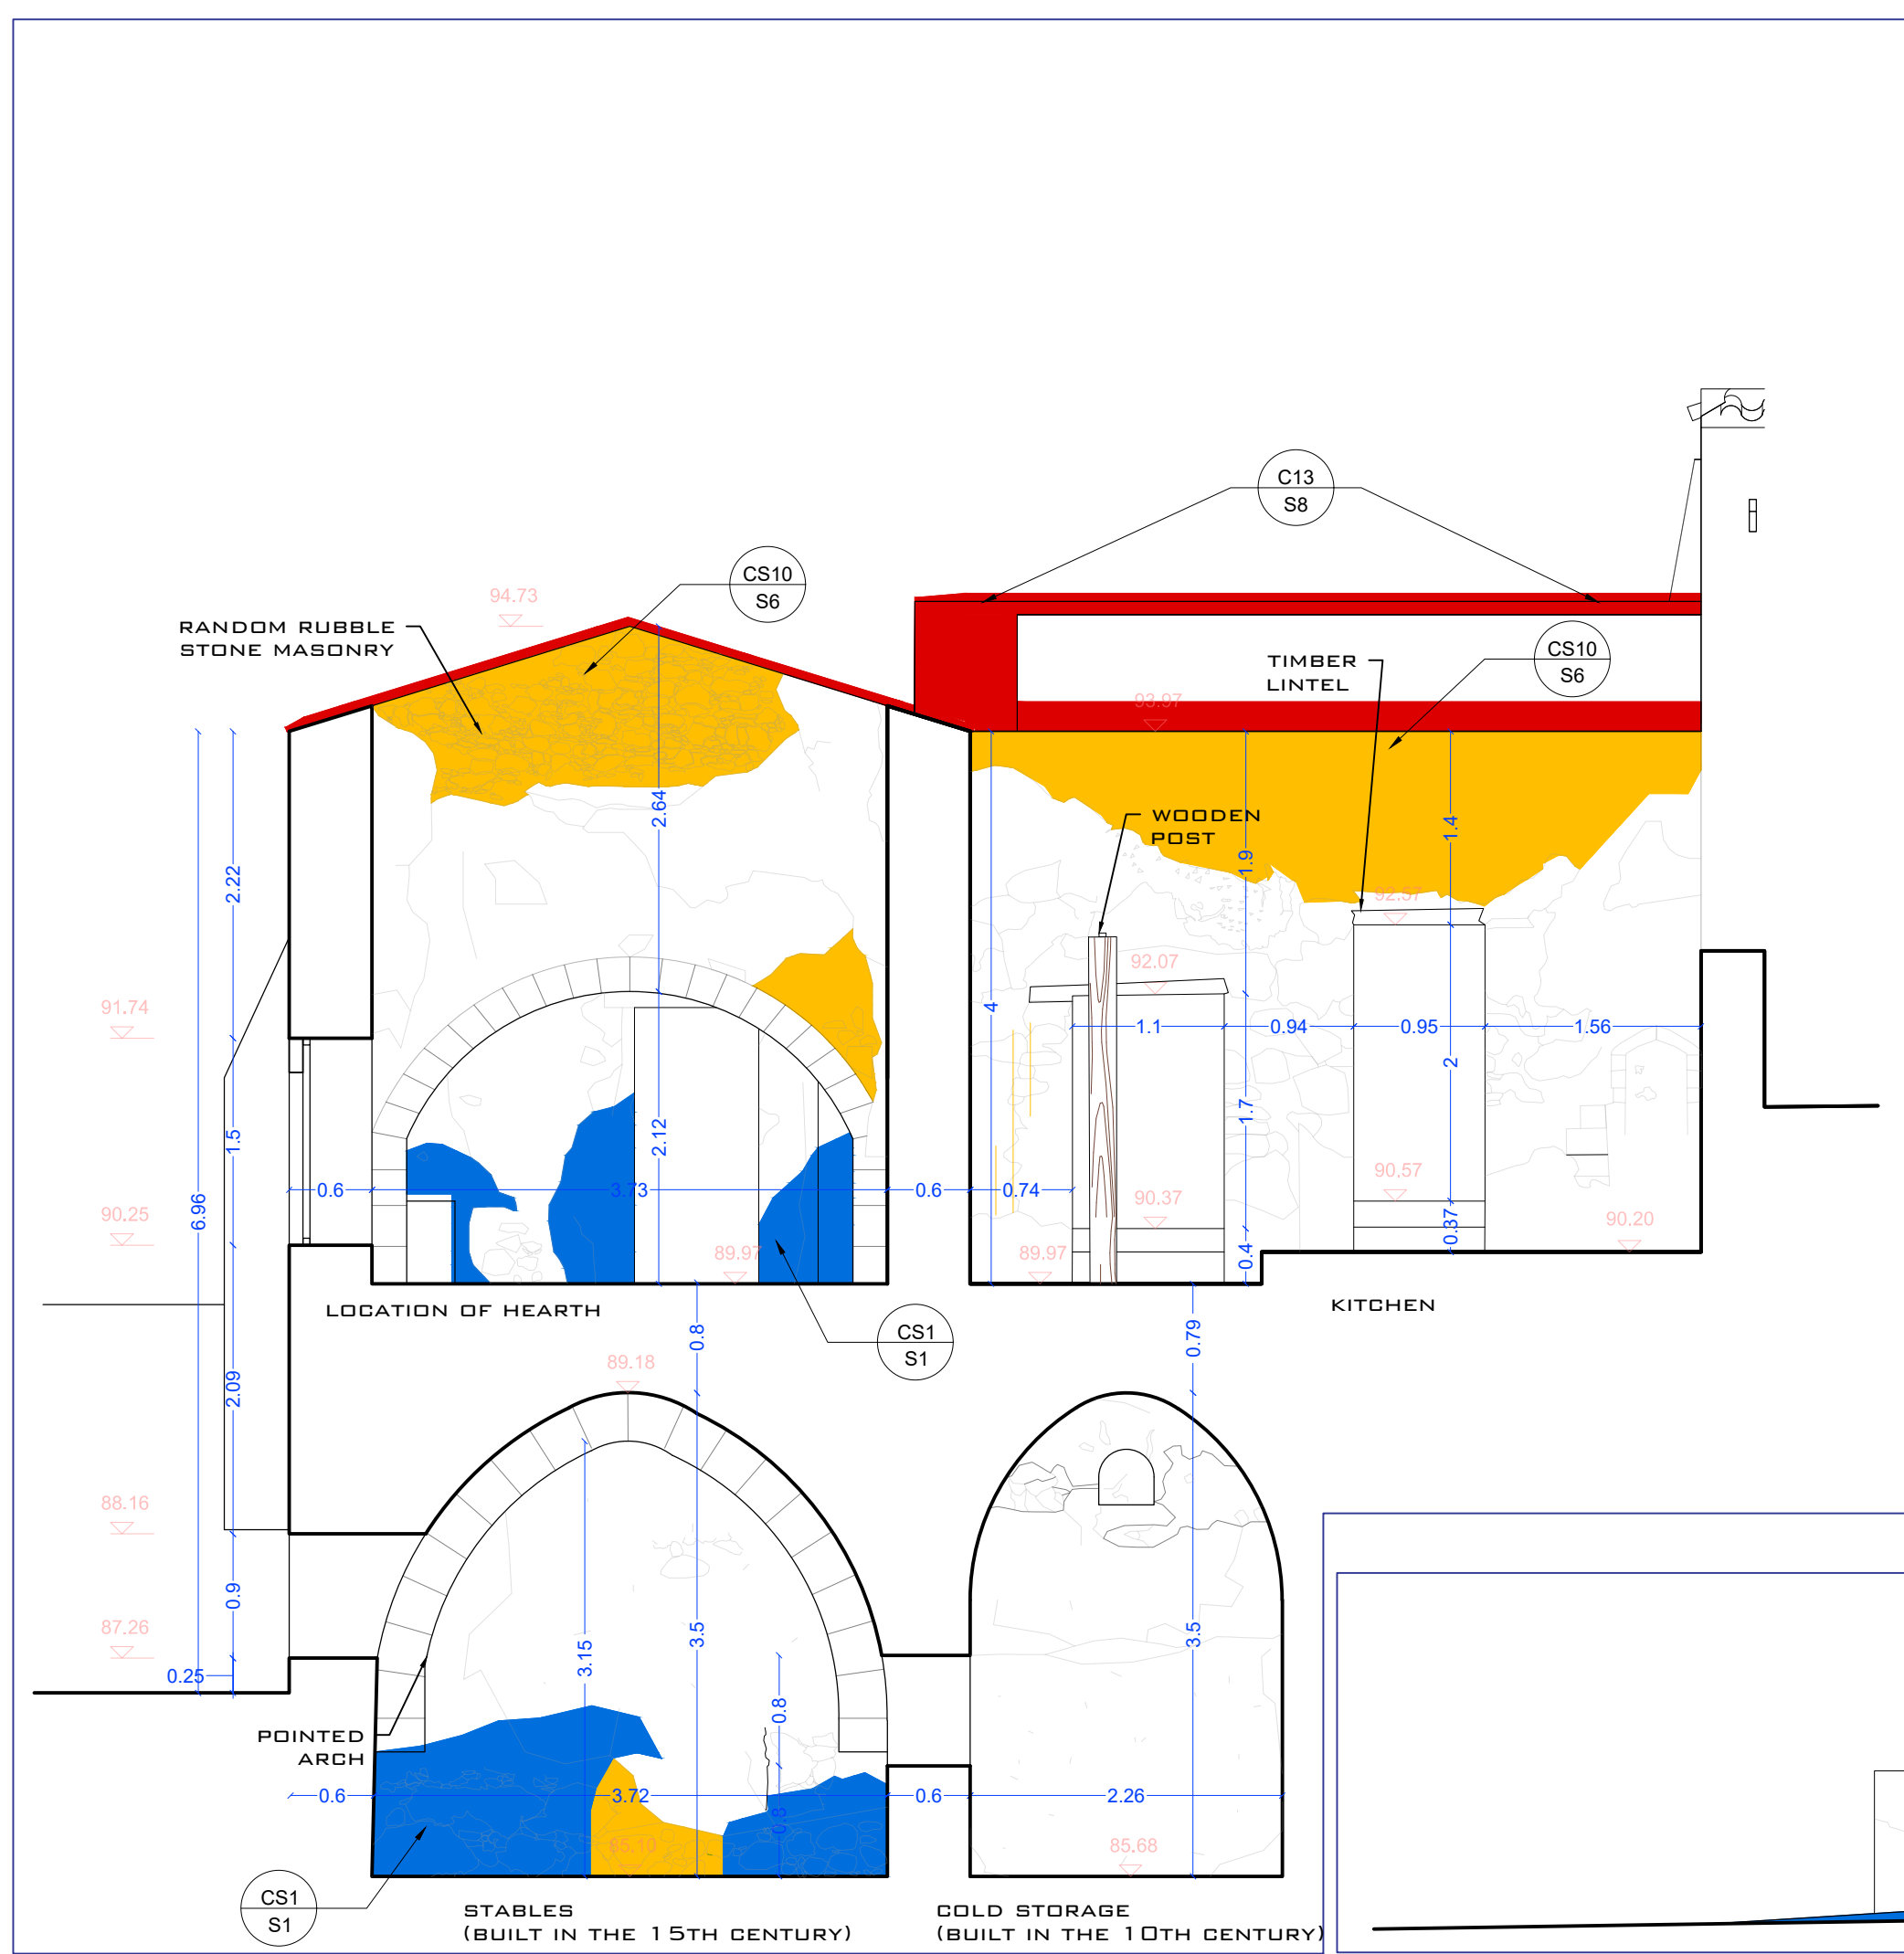 C13
S8
CS10
S6
94.73
RANDOM RUBBLE
STONE MASONRY
CS10
S6
TIMBER
LINTEL
93.97
WOODEN
POST
2.64
1.4
1.9
2.22
92.57
92.07
91.74
4
1.1
0.94
0.95
1.56
2
1.7
2.12
1.5
6.96
0.6
3.73
0.6
0.74
90.57
90.37
90.25
90.20
0.37
0.4
89.97
89.97
LOCATION OF HEARTH
KITCHEN
CS1
S1
0.8
0.79
89.18
2.09
88.16
0.9
87.26
0.25
3.15
3.5
3.5
0.8
POINTED
ARCH
0.6
3.72
0.6
2.26
0.8
85.10
85.68
CS1
S1
STABLES
(BUILT IN THE 15TH CENTURY)
COLD STORAGE
(BUILT IN THE 10TH CENTURY)